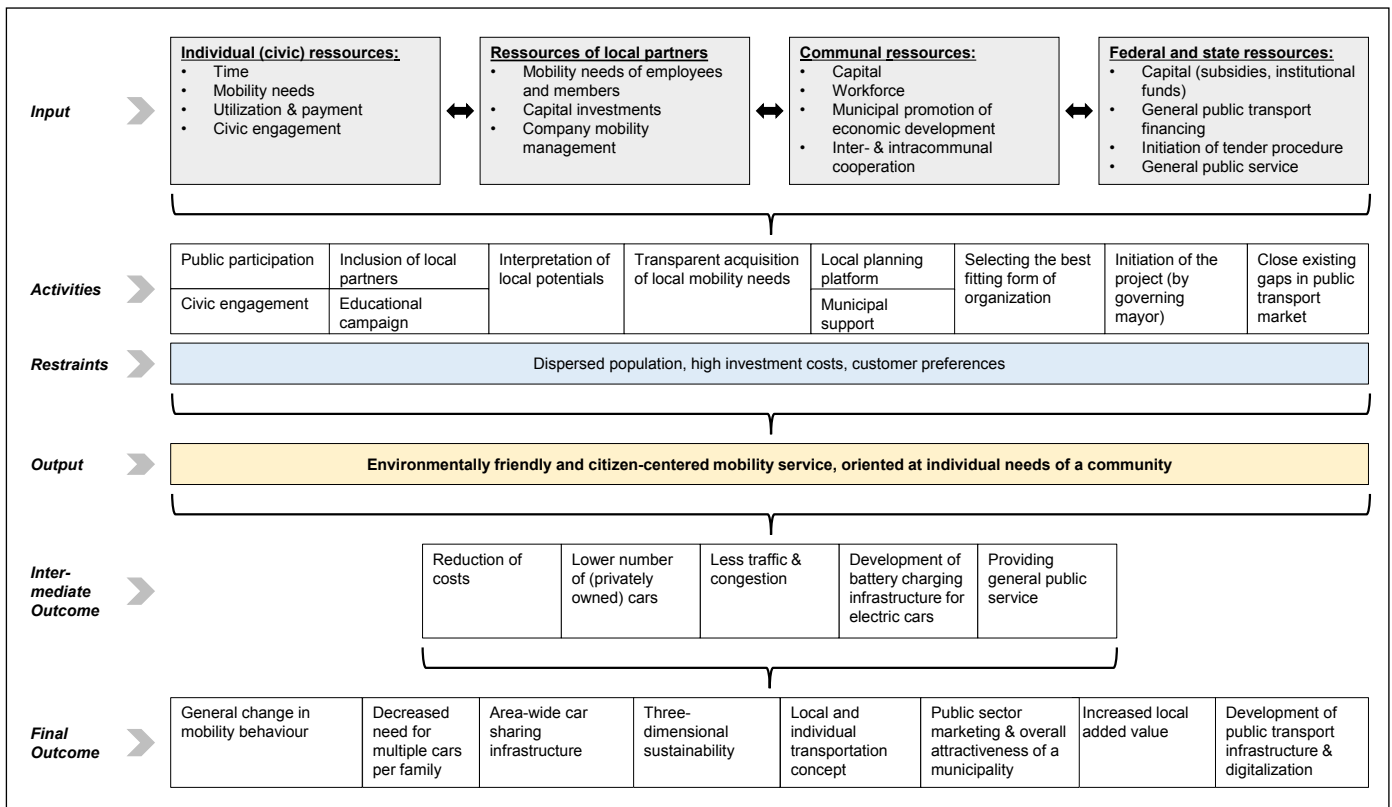 Input
Individual (civic) ressources:
• Time
• Mobility needs
• Utilization & payment
• Civic engagement
Ressources of local partners
• Mobility needs of employees
and members
• Capital investments
• Company mobility
management
Communal ressources:
• Capital
• Workforce
• Municipal promotion of
economic development
• Inter- & intracommunal
cooperation
Federal and state ressources:
• Capital (subsidies, institutional
funds)
• General public transport
financing
• Initiation of tender procedure
• General public service
Activities
Public participation
Civic engagement
Inclusion of local
partners
Educational
campaign
Interpretation of
local potentials
Transparent acquisition
of local mobility needs
Local planning
platform
Municipal
support
Selecting the best
fitting form of
organization
Initiation of the
project (by
governing
mayor)
Close existing
gaps in public
transport
market
Restraints
Dispersed population, high investment costs, customer preferences
Output
Environmentally friendly and citizen-centered mobility service, oriented at individual needs of a community
Inter-
mediate
Outcome
Reduction of
costs
Lower number
of (privately
owned) cars
Less traffic &
congestion
Development of
battery charging
infrastructure for
electric cars
Providing
general public
service
Final
Outcome
General change in
mobility behaviour
Decreased
need for
multiple cars
per family
Area-wide car
sharing
infrastructure
Three-
dimensional
sustainability
Local and
individual
transportation
concept
Public sector
marketing & overall
attractiveness of a
municipality
Increased local
added value
Development of
public transport
infrastructure &
digitalization